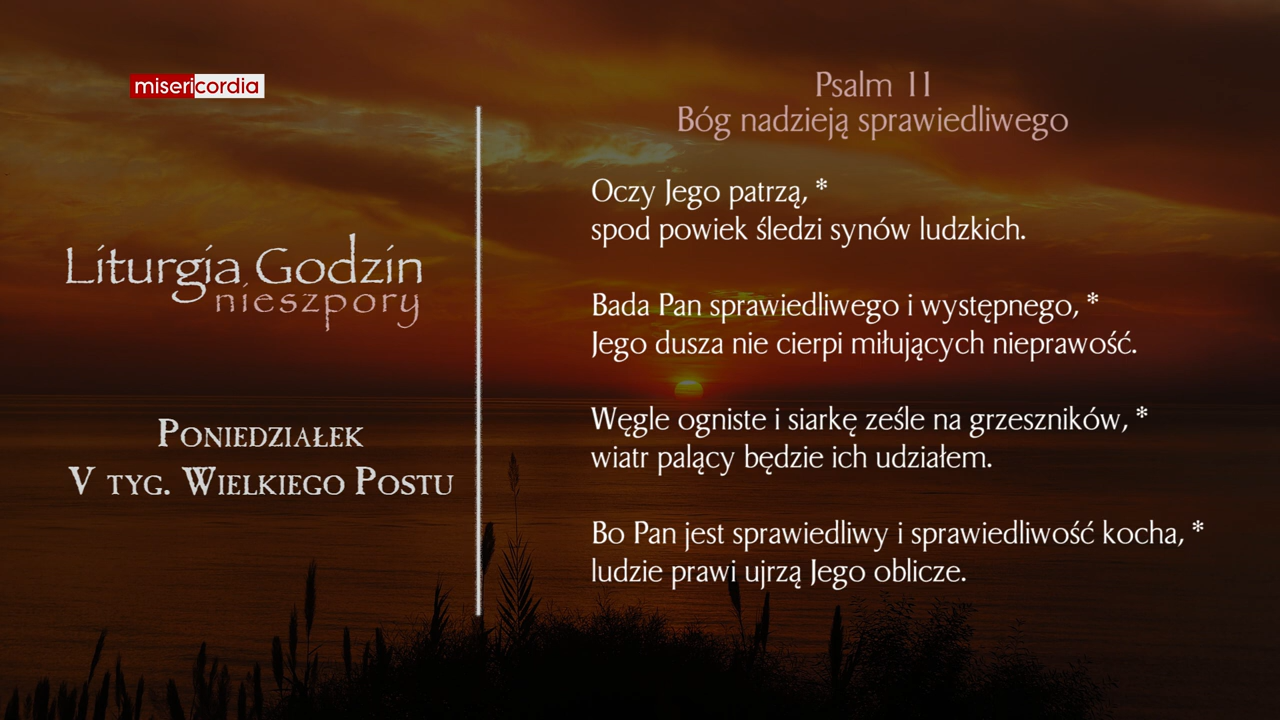 misericordia
Liturgia Godzin
nieszpory
Poniedziałek
V tyg. Wielkiego Postu
Psalm 11
Bóg nadzieją sprawiedliwego
Oczy Jego patrzą, *
spod powiek śledzi synów ludzkich.
Bada Pan sprawiedliwego i występnego, *
Jego dusza nie cierpi miłujących nieprawość.
Węgle ogniste i siarkę ześle na grzeszników, *
wiatr palący będzie ich udziałem.
Bo Pan jest sprawiedliwy i sprawiedliwość kocha, *
ludzie prawi ujrzą Jego oblicze.